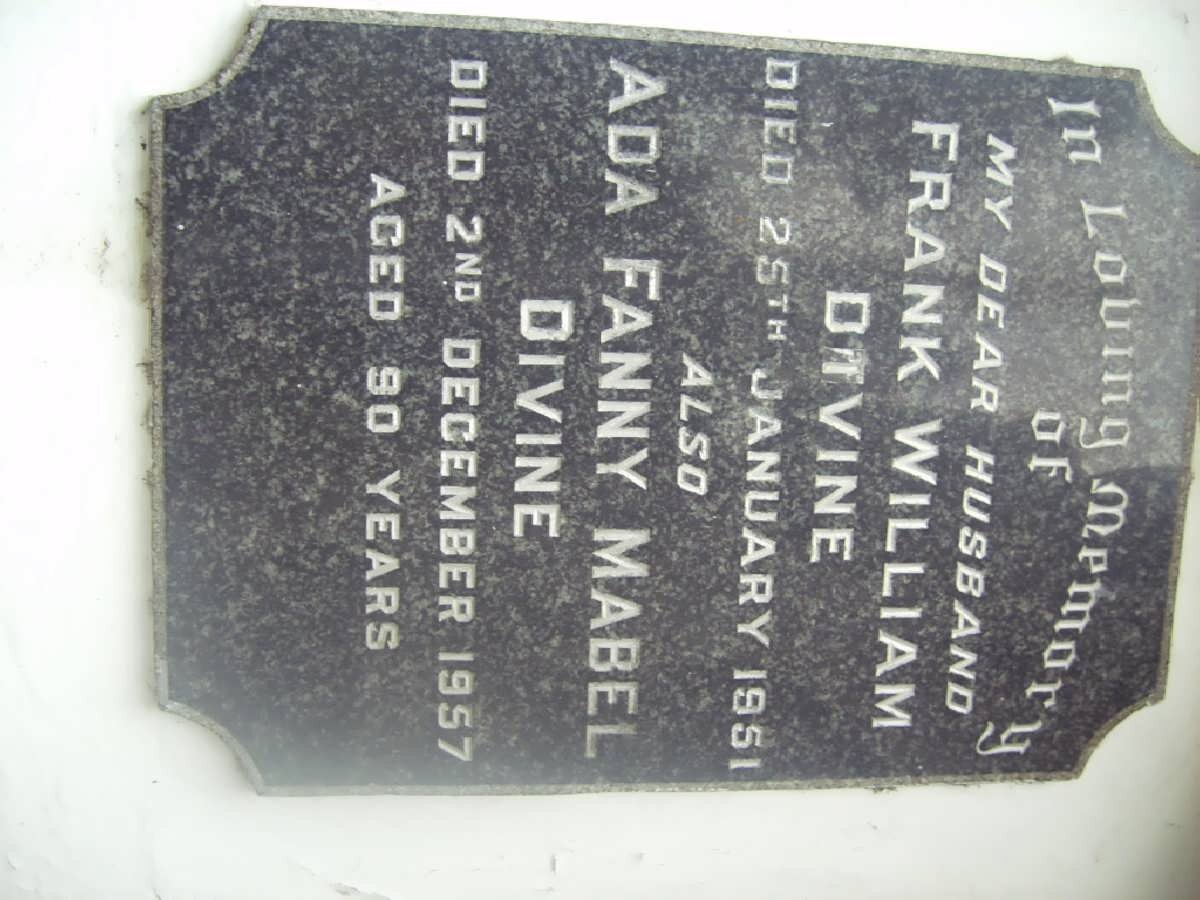 In Loving Memory
of
MY DEAR HUSBAND
FRANK WILLIAM
DIVINE
DIED 25TH JANUARY 1951
ALSO
ADA FANNY MABEL
DIVINE
DIED 2ND DECEMBER 1957
AGED 90 YEARS